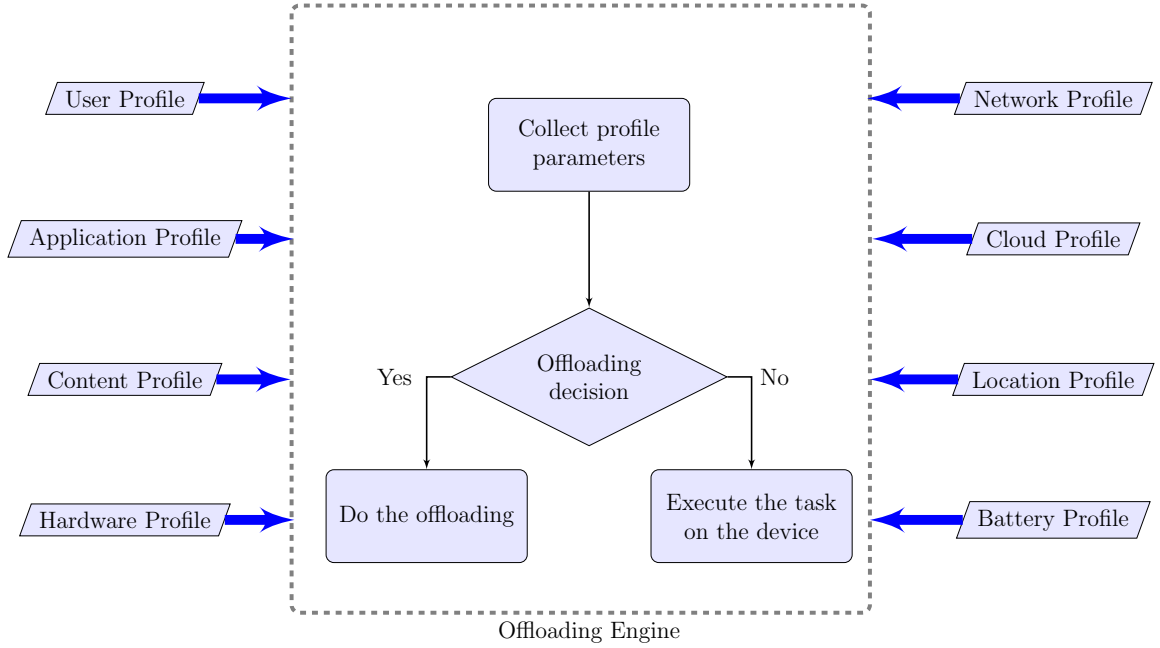 User Profile
Application Profile
Content Profile
Hardware Profile
Collect profile
parameters
Offloading
decision
Yes
No
Do the offloading
Execute the task
on the device
Network Profile
Cloud Profile
Location Profile
Battery Profile
Offloading Engine